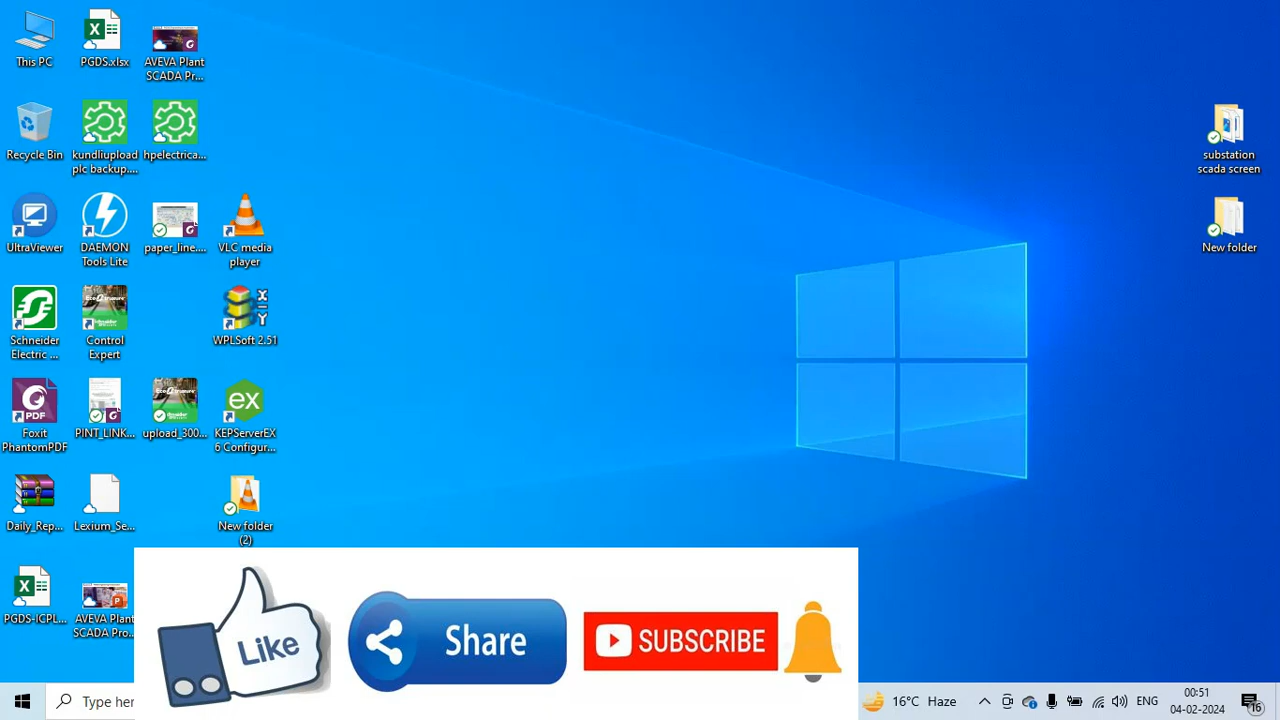 This PC
PGDS.xlsx
AVEVA Plant
SCADA Pr...
Recycle Bin
kundliupload
plc backup....
hpelectrica...
UltraViewer
DAEMON
Tools Lite
paper_line....
VLC media
player
Schneider
Electric ...
Control
Expert
WPLSoft 2.51
PDF
Foxit
PhantomPDF
PINT_LINK...
upload_300...
ex
KEPServerEX
6 Configur...
Daily_Rep...
Lexium_Se...
New folder
(2)
PGDS-ICPL...
AVEVA Plant
SCADA Pro...
substation
scada screen
New folder
Like
Share
SUBSCRIBE
Type her
16°C Haze
ENG
00:51
04-02-2024
16